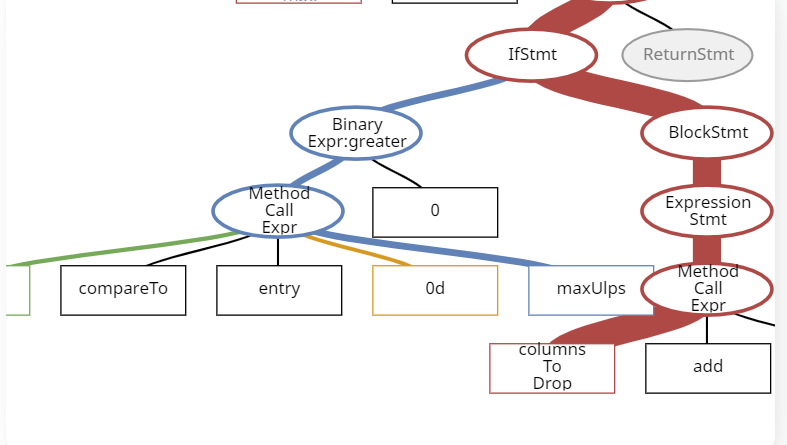 IfStmt
ReturnStmt
Binary
Expr:greater
BlockStmt
Method
Call
Expr
0
Expression
Stmt
compareTo
entry
0d
maxUlps
Method
Call
Expr
columns
To
Drop
add